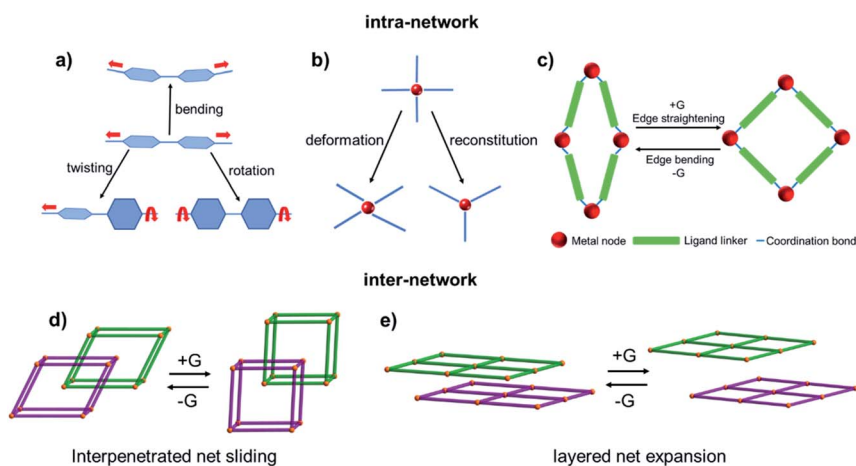 intra-network
a)
bending
twisting
rotation
b)
deformation
reconstitution
c)
+G
Edge straightening
Edge bending
-G
Metal node
Ligand linker
Coordination bond
inter-network
d)
+G
-G
Interpenetrated net sliding
e)
+G
-G
layered net expansion